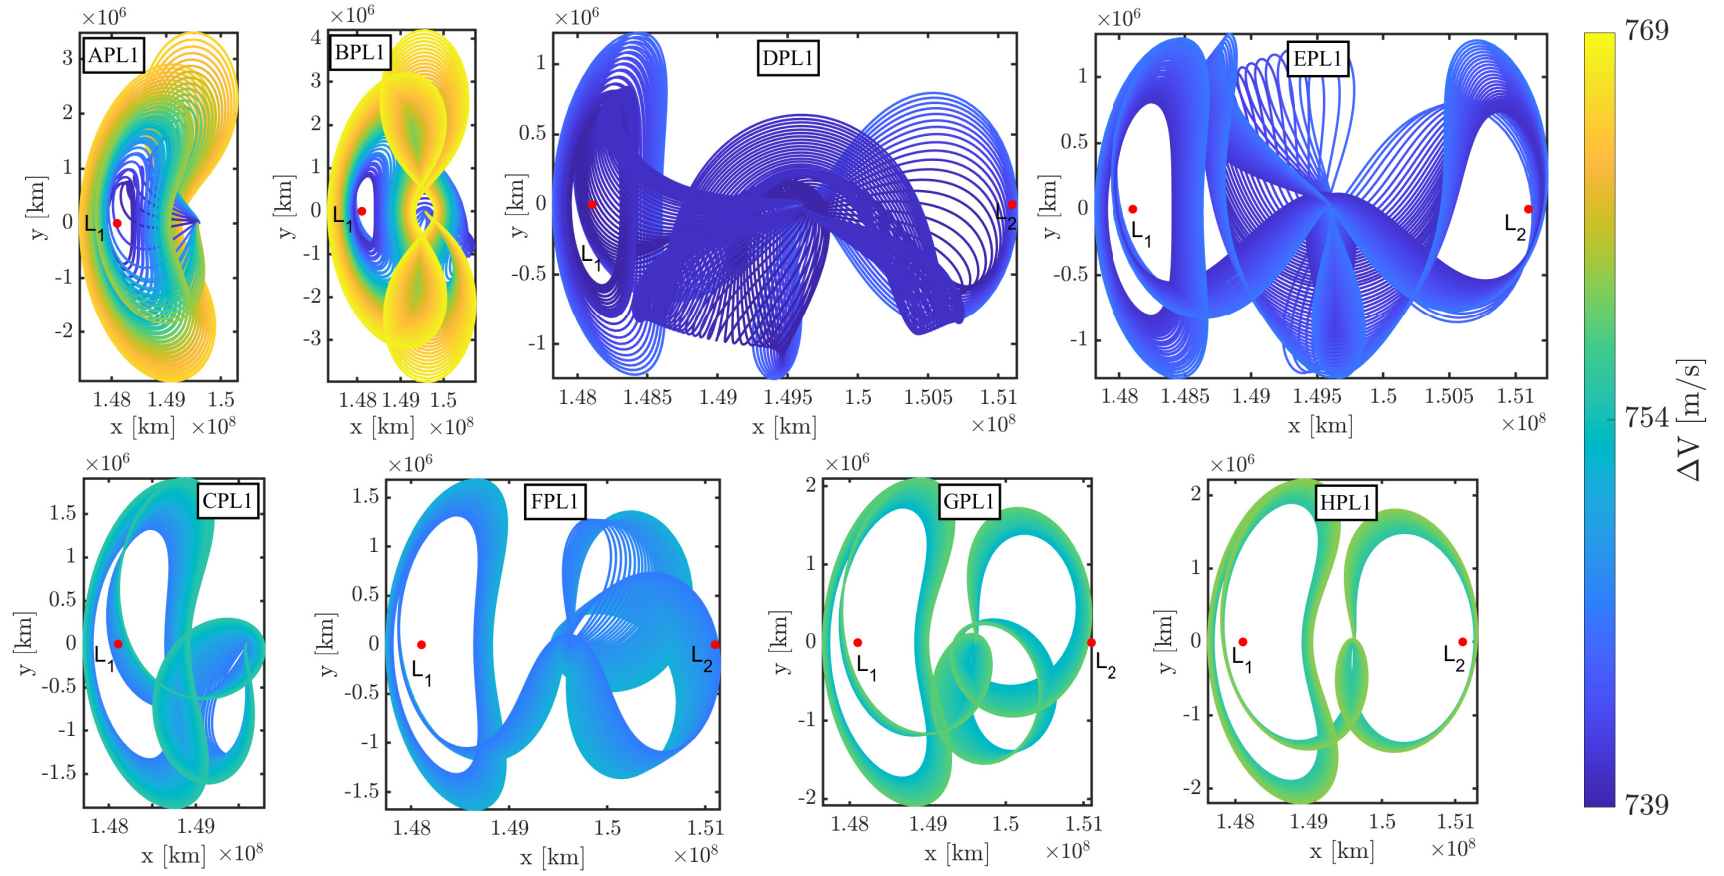 ×10⁶
APL1
3
2
1
0
-1
-2
y [km]
L₁
1.48
1.49
1.5
x [km]
×10⁸
×10⁶
BPL1
4
3
2
1
0
-1
-2
-3
y [km]
L₁
1.48
1.49
1.5
x [km]
×10⁸
×10⁶
DPL1
1
0.5
0
-0.5
-1
y [km]
L₁
L₂
1.48
1.485
1.49
1.495
1.5
1.505
1.51
x [km]
×10⁸
×10⁶
EPL1
1
0.5
0
-0.5
-1
y [km]
L₁
L₂
1.48
1.485
1.49
1.495
1.5
1.505
1.51
x [km]
×10⁸
769
754
739
ΔV [m/s]
×10⁶
CPL1
1.5
1
0.5
0
-0.5
-1
-1.5
y [km]
L₁
1.48
1.49
x [km]
×10⁸
×10⁶
FPL1
1.5
1
0.5
0
-0.5
-1
-1.5
y [km]
L₁
L₂
1.48
1.49
1.5
1.51
x [km]
×10⁸
×10⁶
GPL1
2
1
0
-1
-2
y [km]
L₁
L₂
1.48
1.49
1.5
1.51
x [km]
×10⁸
×10⁶
HPL1
2
1
0
-1
-2
y [km]
L₁
L₂
1.48
1.49
1.5
1.51
x [km]
×10⁸